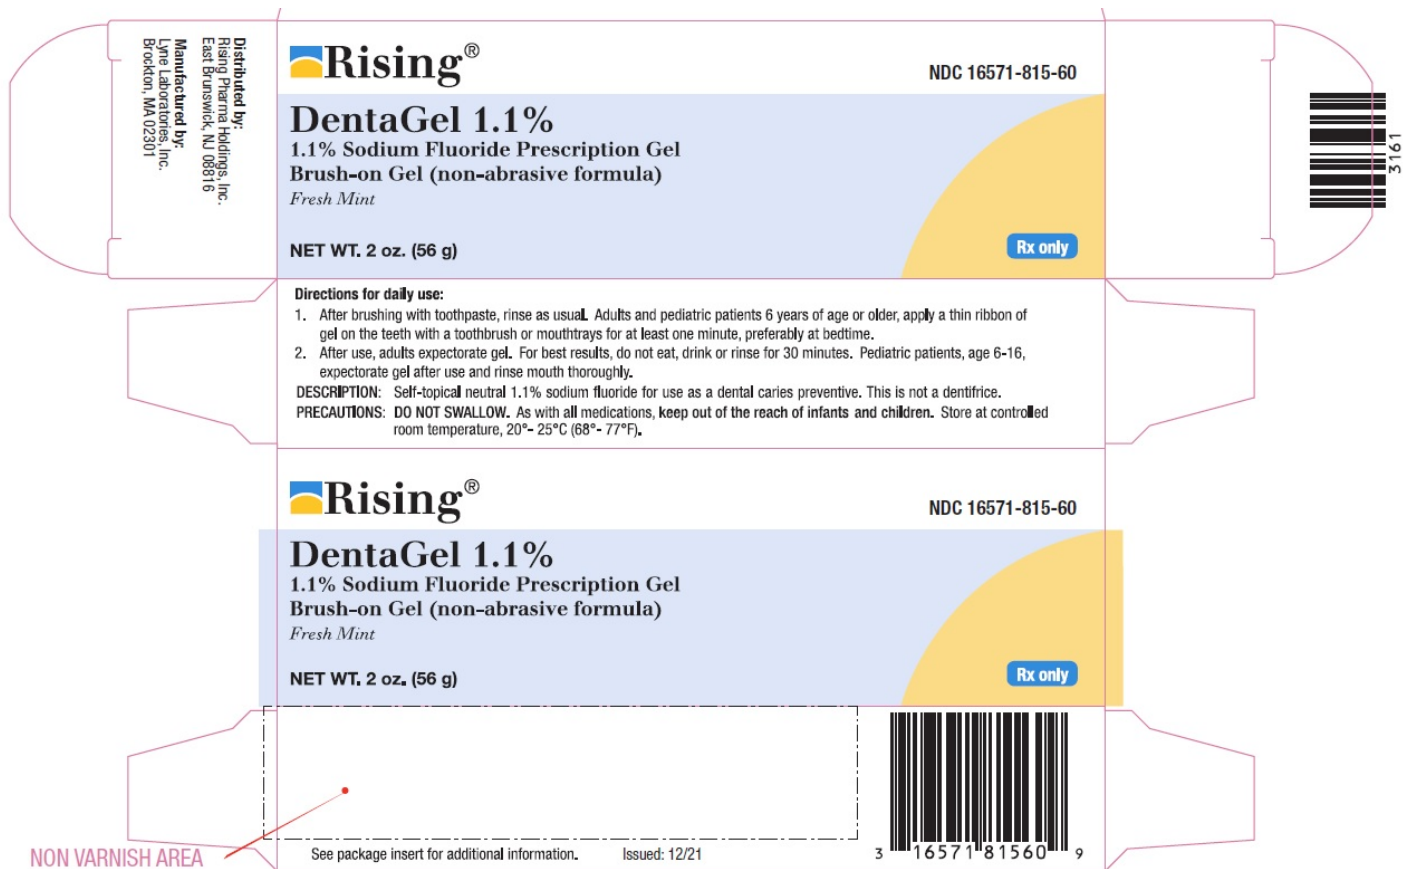 Distributed by:
Rising Pharma Holdings, Inc.
East Brunswick, NJ 08816
Manufactured by:
Lyne Laboratories, Inc.
Brockton, MA 02301
Rising®
NDC 16571-815-60
DentaGel 1.1%
1.1% Sodium Fluoride Prescription Gel
Brush-on Gel (non-abrasive formula)
Fresh Mint
NET WT. 2 oz. (56 g)
Rx only
3161
Directions for daily use:
1. After brushing with toothpaste, rinse as usual. Adults and pediatric patients 6 years of age or older, apply a thin ribbon of
gel on the teeth with a toothbrush or mouthtrays for at least one minute, preferably at bedtime.
2. After use, adults expectorate gel. For best results, do not eat, drink or rinse for 30 minutes. Pediatric patients, age 6-16,
expectorate gel after use and rinse mouth thoroughly.
DESCRIPTION: Self-topical neutral 1.1% sodium fluoride for use as a dental caries preventive. This is not a dentifrice.
PRECAUTIONS: DO NOT SWALLOW. As with all medications, keep out of the reach of infants and children. Store at controlled
room temperature, 20°- 25°C (68°- 77°F).
Rising®
NDC 16571-815-60
DentaGel 1.1%
1.1% Sodium Fluoride Prescription Gel
Brush-on Gel (non-abrasive formula)
Fresh Mint
NET WT. 2 oz. (56 g)
Rx only
NON VARNISH AREA
See package insert for additional information. Issued: 12/21
3 16571 81560 9